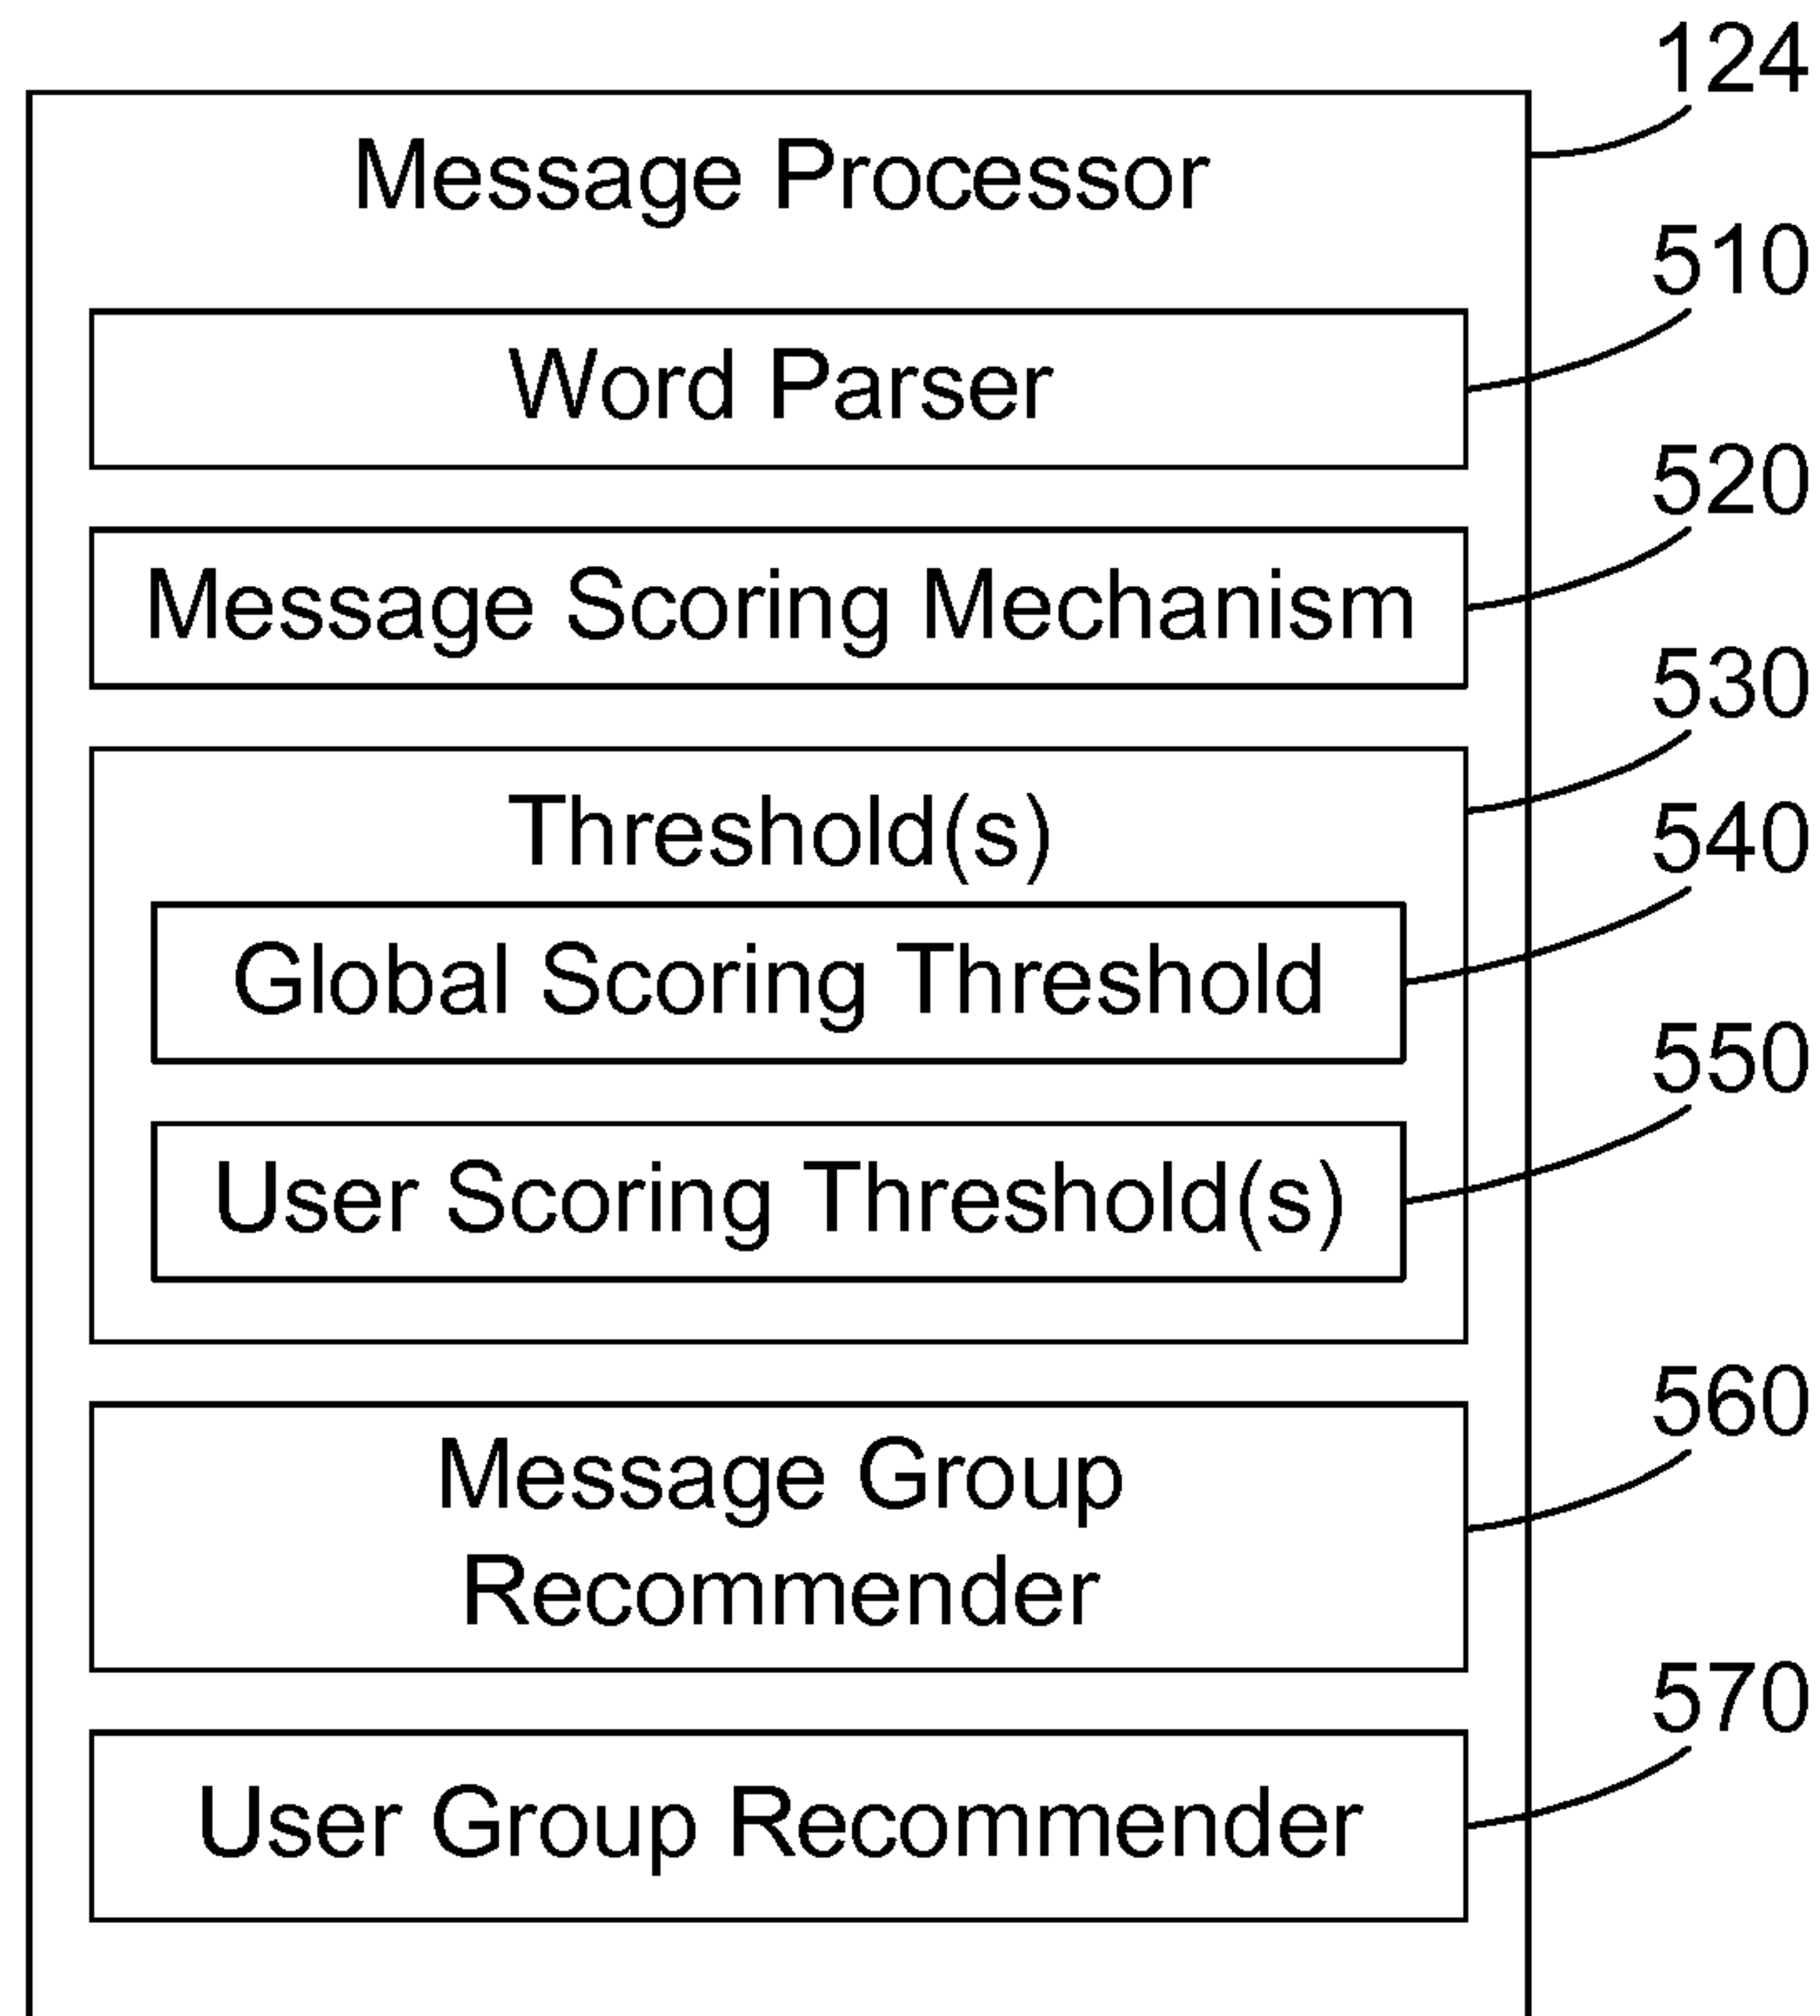 124
Message Processor
510
Word Parser
520
Message Scoring Mechanism
530
Threshold(s)
540
Global Scoring Threshold
550
User Scoring Threshold(s)
560
Message Group
Recommender
570
User Group Recommender